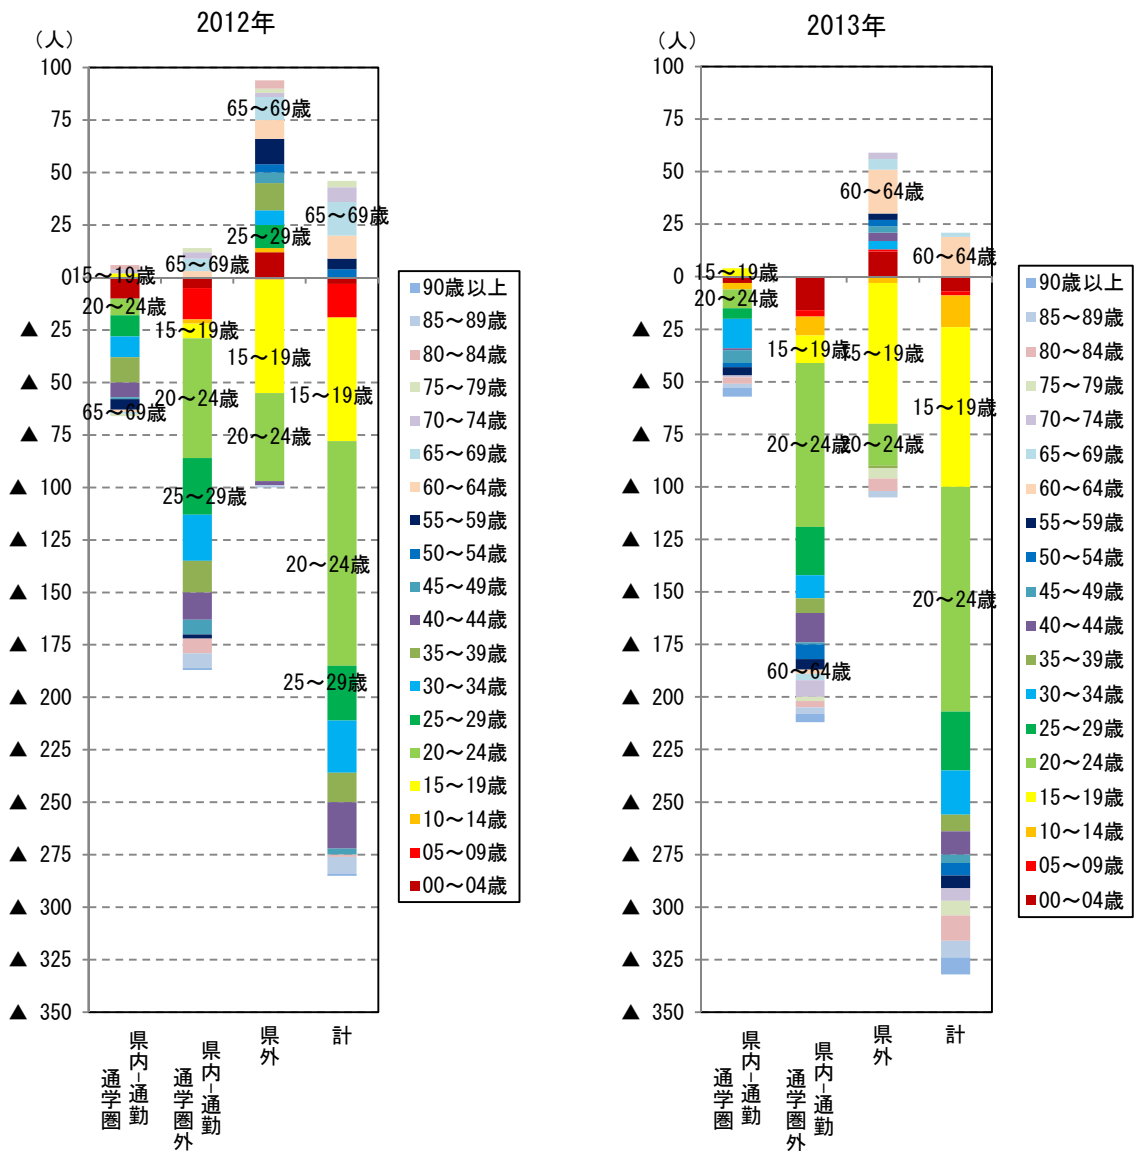 2012年
(人)
100
75
50
25
0
▲ 25
▲ 50
▲ 75
▲ 100
▲ 125
▲ 150
▲ 175
▲ 200
▲ 225
▲ 250
▲ 275
▲ 300
▲ 325
▲ 350
15～19歳
20～24歳
65～69歳
65～69歳
15～19歳
20～24歳
25～29歳
65～69歳
25～29歳
15～19歳
20～24歳
65～69歳
15～19歳
20～24歳
25～29歳
県内-通勤
通学圏
県内-通勤
通学圏外
県外
計
90歳以上
85～89歳
80～84歳
75～79歳
70～74歳
65～69歳
60～64歳
55～59歳
50～54歳
45～49歳
40～44歳
35～39歳
30～34歳
25～29歳
20～24歳
15～19歳
10～14歳
05～09歳
00～04歳
2013年
(人)
100
75
50
25
0
▲ 25
▲ 50
▲ 75
▲ 100
▲ 125
▲ 150
▲ 175
▲ 200
▲ 225
▲ 250
▲ 275
▲ 300
▲ 325
▲ 350
15～19歳
20～24歳
15～19歳
20～24歳
60～64歳
60～64歳
15～19歳
20～24歳
60～64歳
15～19歳
20～24歳
県内-通勤
通学圏
県内-通勤
通学圏外
県外
計
90歳以上
85～89歳
80～84歳
75～79歳
70～74歳
65～69歳
60～64歳
55～59歳
50～54歳
45～49歳
40～44歳
35～39歳
30～34歳
25～29歳
20～24歳
15～19歳
10～14歳
05～09歳
00～04歳